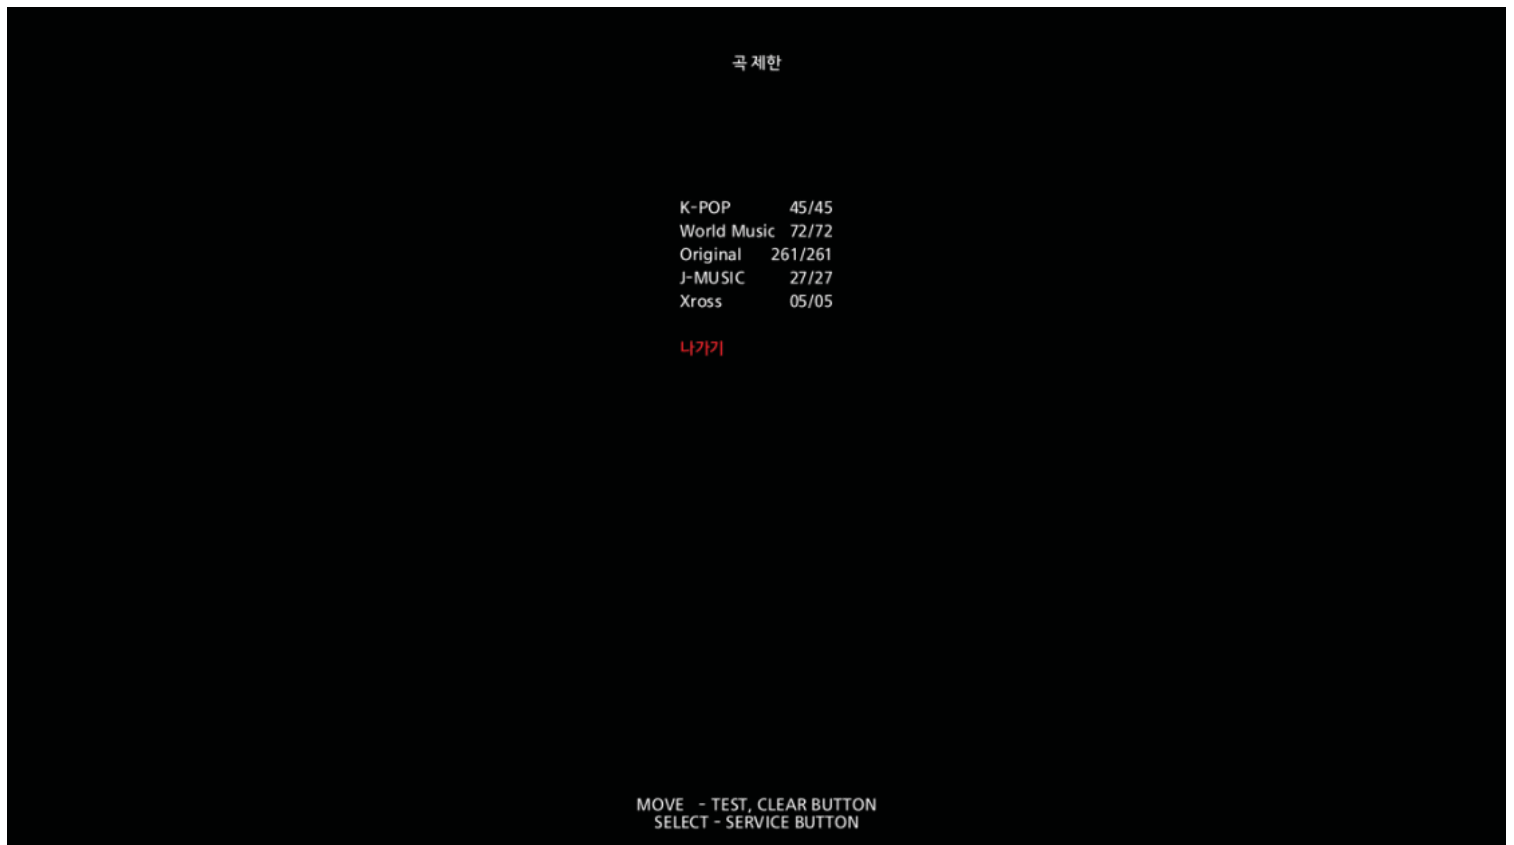 곡 제한
K-POP 45/45
World Music 72/72
Original 261/261
J-MUSIC 27/27
Xross 05/05
나가기
MOVE - TEST, CLEAR BUTTON
SELECT - SERVICE BUTTON